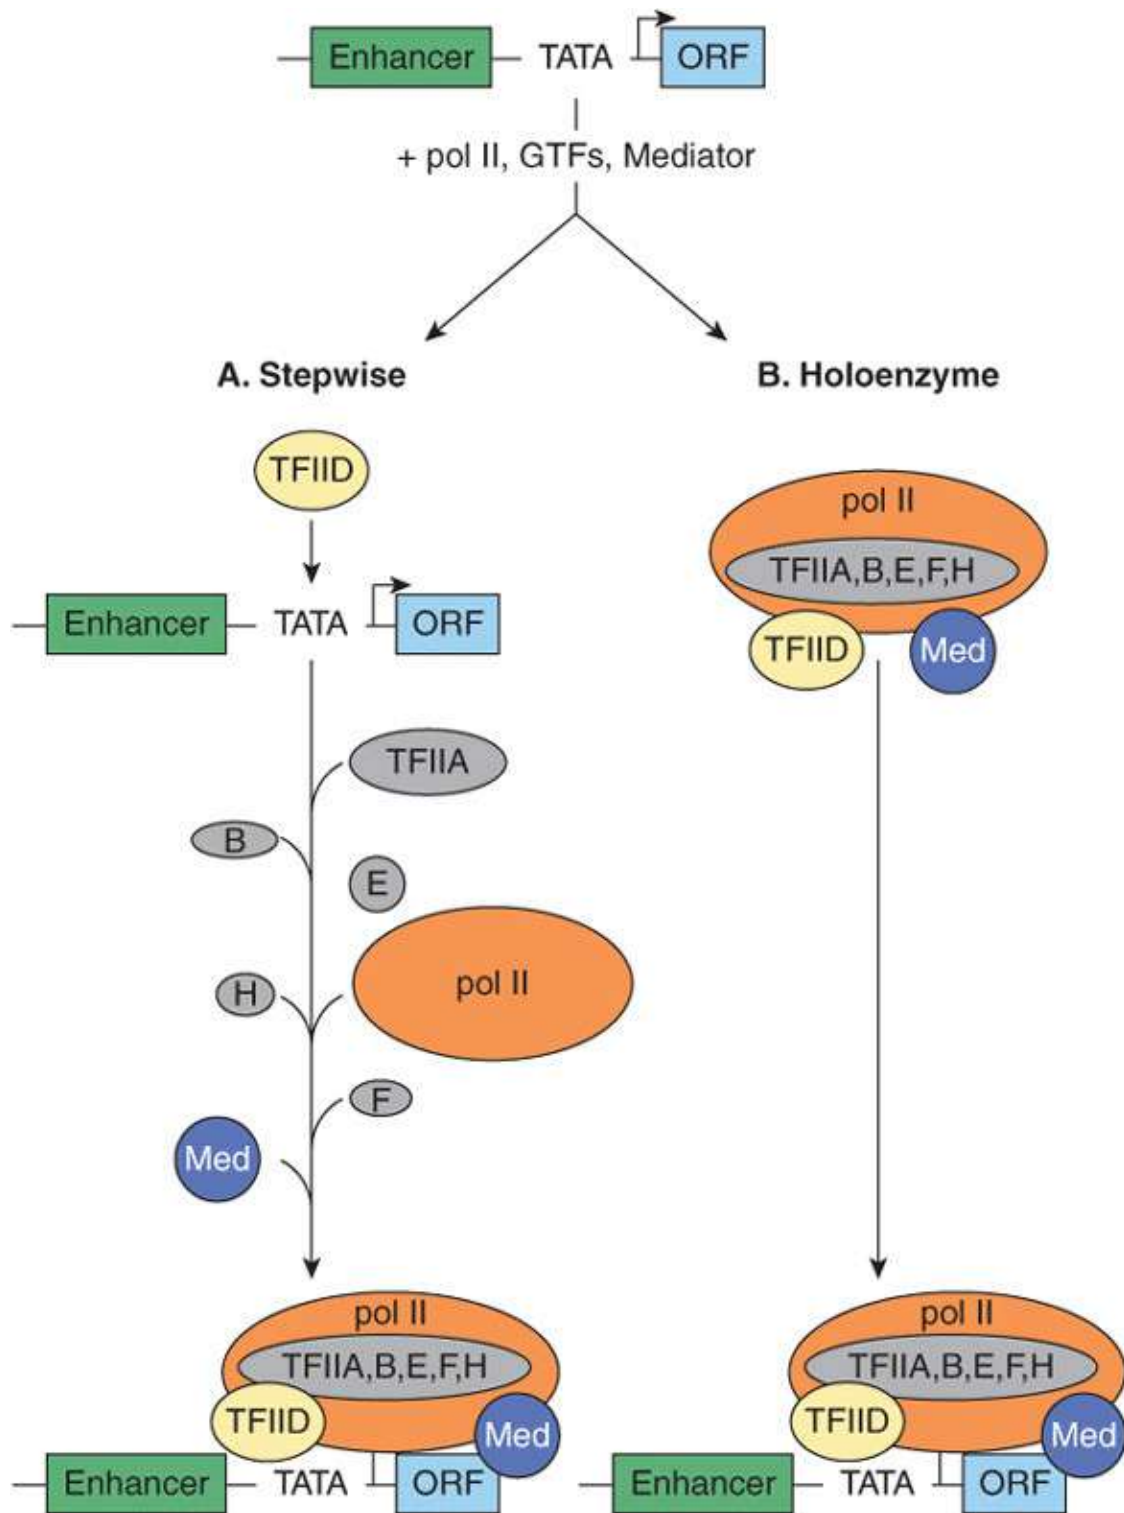 Enhancer TATA ORF
+ pol II, GTFs, Mediator
A. Stepwise
TFIID
Enhancer TATA ORF
TFIIA
B
E
pol II
H
F
Med
pol II
TFIIA,B,E,F,H
TFIID
Med
Enhancer TATA ORF
B. Holoenzyme
pol II
TFIIA,B,E,F,H
TFIID
Med
pol II
TFIIA,B,E,F,H
TFIID
Med
Enhancer TATA ORF